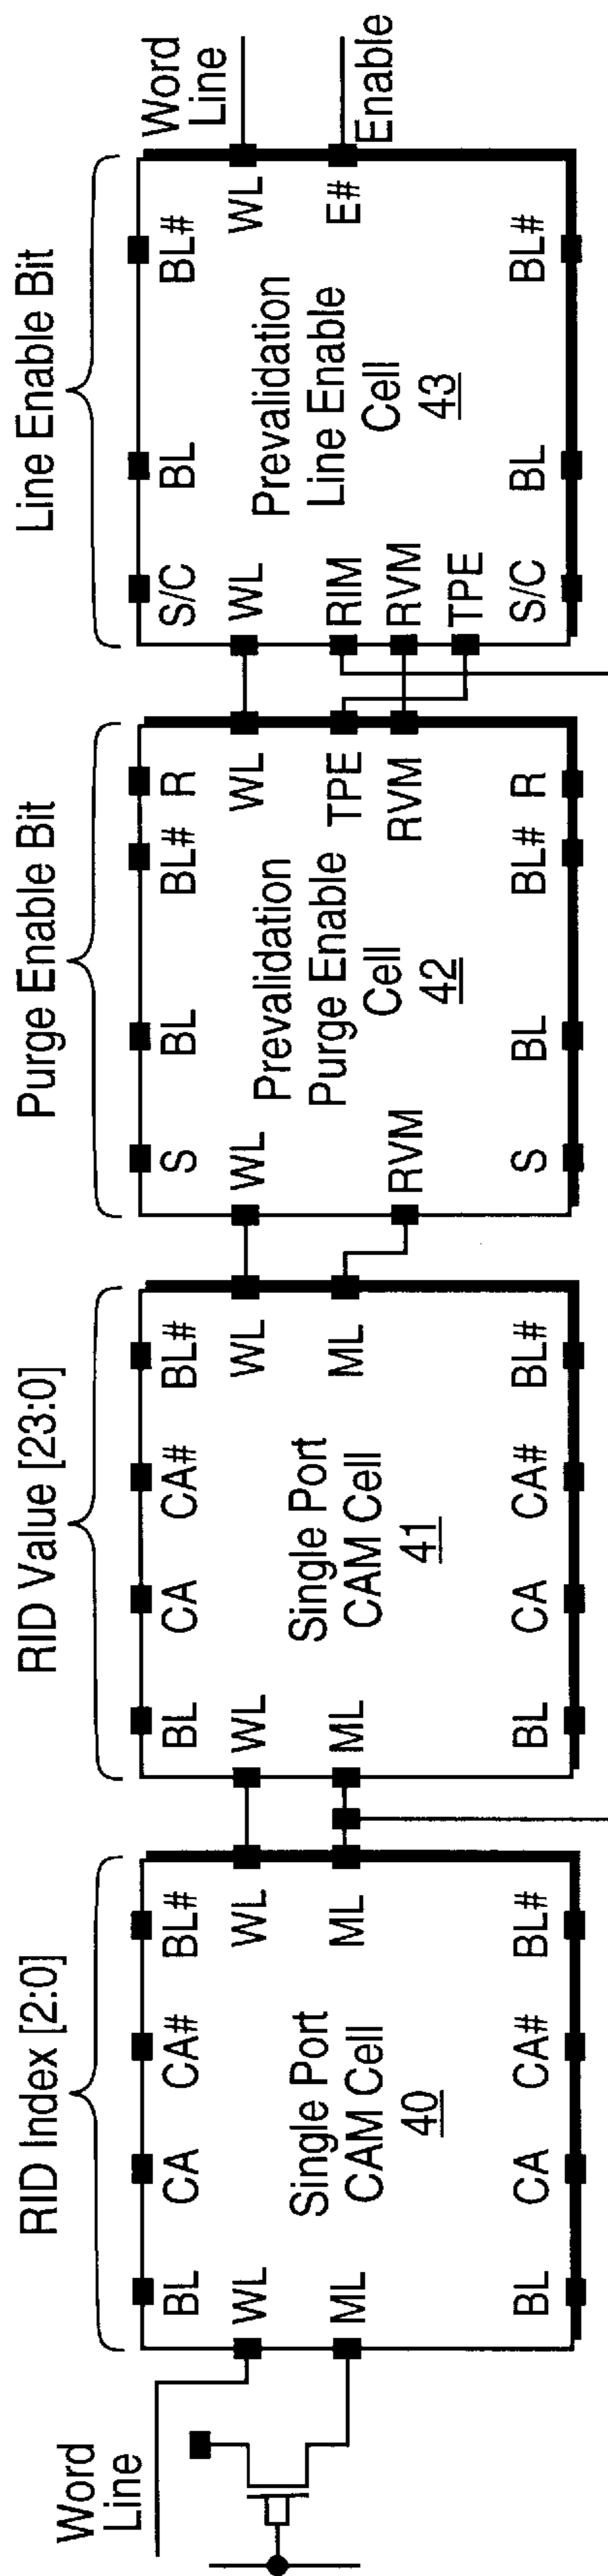 RID Index [2:0]
RID Value [23:0]
Purge Enable Bit
Line Enable Bit
Word
Line
BL CA CA# BL#
WL WL
Single Port
CAM Cell
40
ML ML
BL CA CA# BL#
BL CA CA# BL#
WL WL
Single Port
CAM Cell
41
ML ML
BL CA CA# BL#
S BL BL# R
WL WL
Prevalidation
Purge Enable
Cell
42
TPE
RVM RVM
S BL BL# R
S/C BL BL#
WL WL
Prevalidation
Line Enable
Cell
43
RIM E#
RVM
TPE
S/C BL BL#
Word
Line
Enable